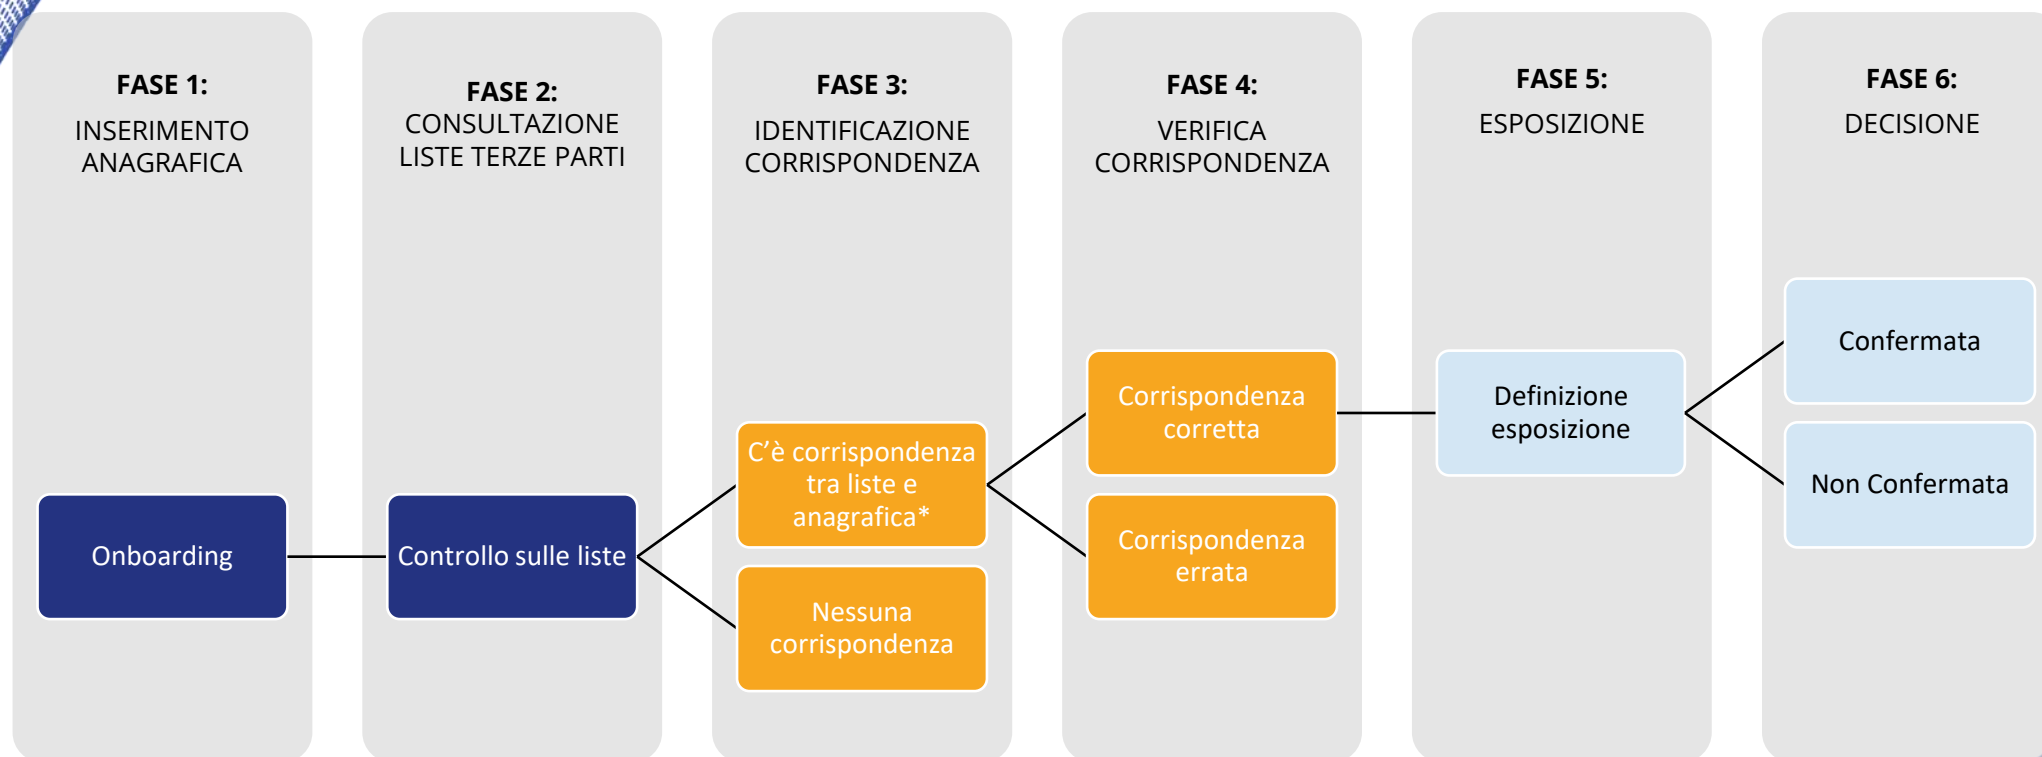 FASE 1:
INSERIMENTO
ANAGRAFICA
FASE 2:
CONSULTAZIONE
LISTE TERZE PARTI
FASE 3:
IDENTIFICAZIONE
CORRISPONDENZA
FASE 4:
VERIFICA
CORRISPONDENZA
FASE 5:
ESPOSIZIONE
FASE 6:
DECISIONE
Onboarding
Controllo sulle liste
C'è corrispondenza
tra liste e
anagrafica*
Nessuna
corrispondenza
Corrispondenza
corretta
Corrispondenza
errata
Definizione
esposizione
Confermata
Non Confermata